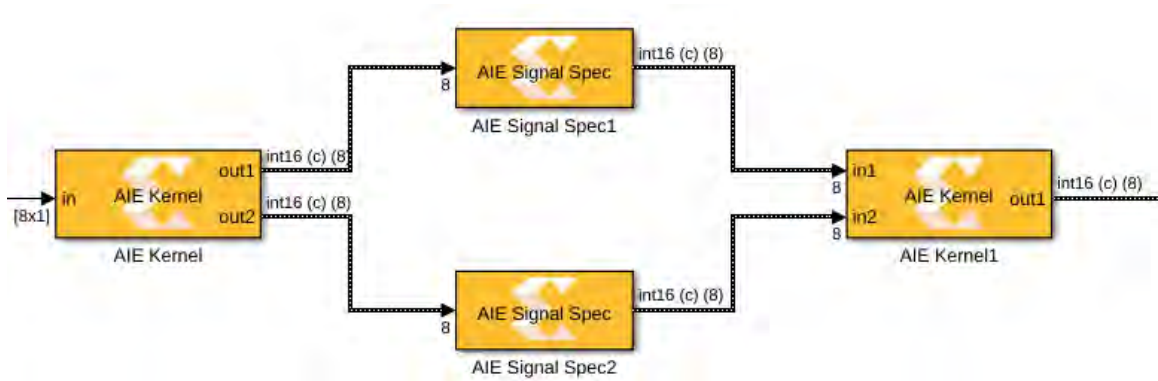 int16 (c) (8)
AIE Signal Spec
8
AIE Signal Spec1
int16 (c) (8)
out1
in
AIE Kernel
[8x1]
out2
int16 (c) (8)
AIE Kernel
in1
8
AIE Kernel
out1
int16 (c) (8)
in2
8
AIE Kernel1
int16 (c) (8)
AIE Signal Spec
8
AIE Signal Spec2